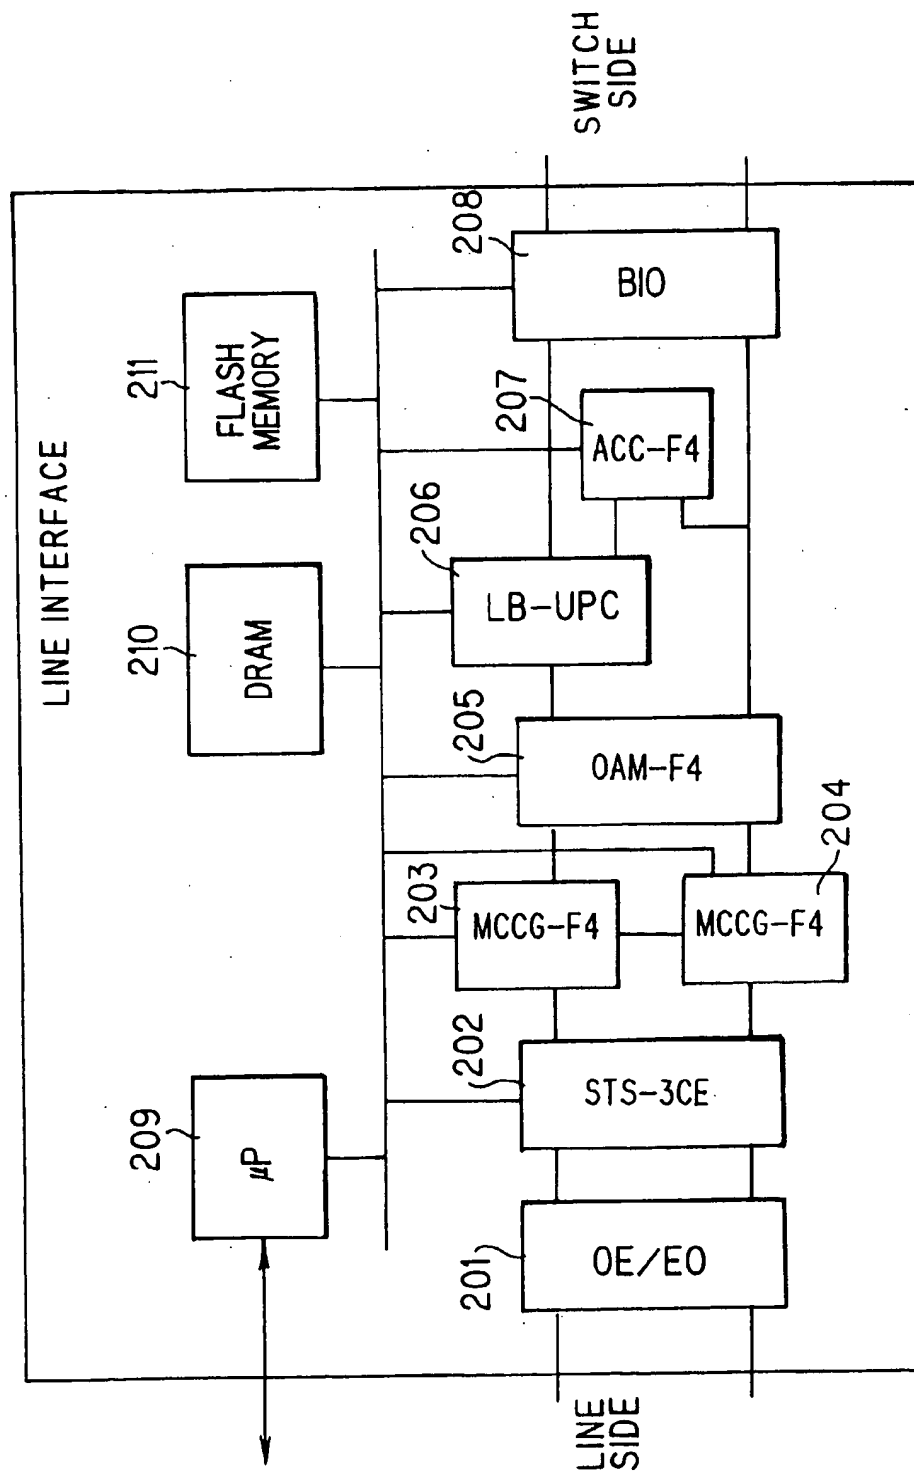 LINE INTERFACE
209
μP
210
DRAM
211
FLASH
MEMORY
201
OE/EO
202
STS-3CE
203
MCCG-F4
204
MCCG-F4
205
OAM-F4
206
LB-UPC
207
ACC-F4
208
BIO
LINE
SIDE
SWITCH
SIDE